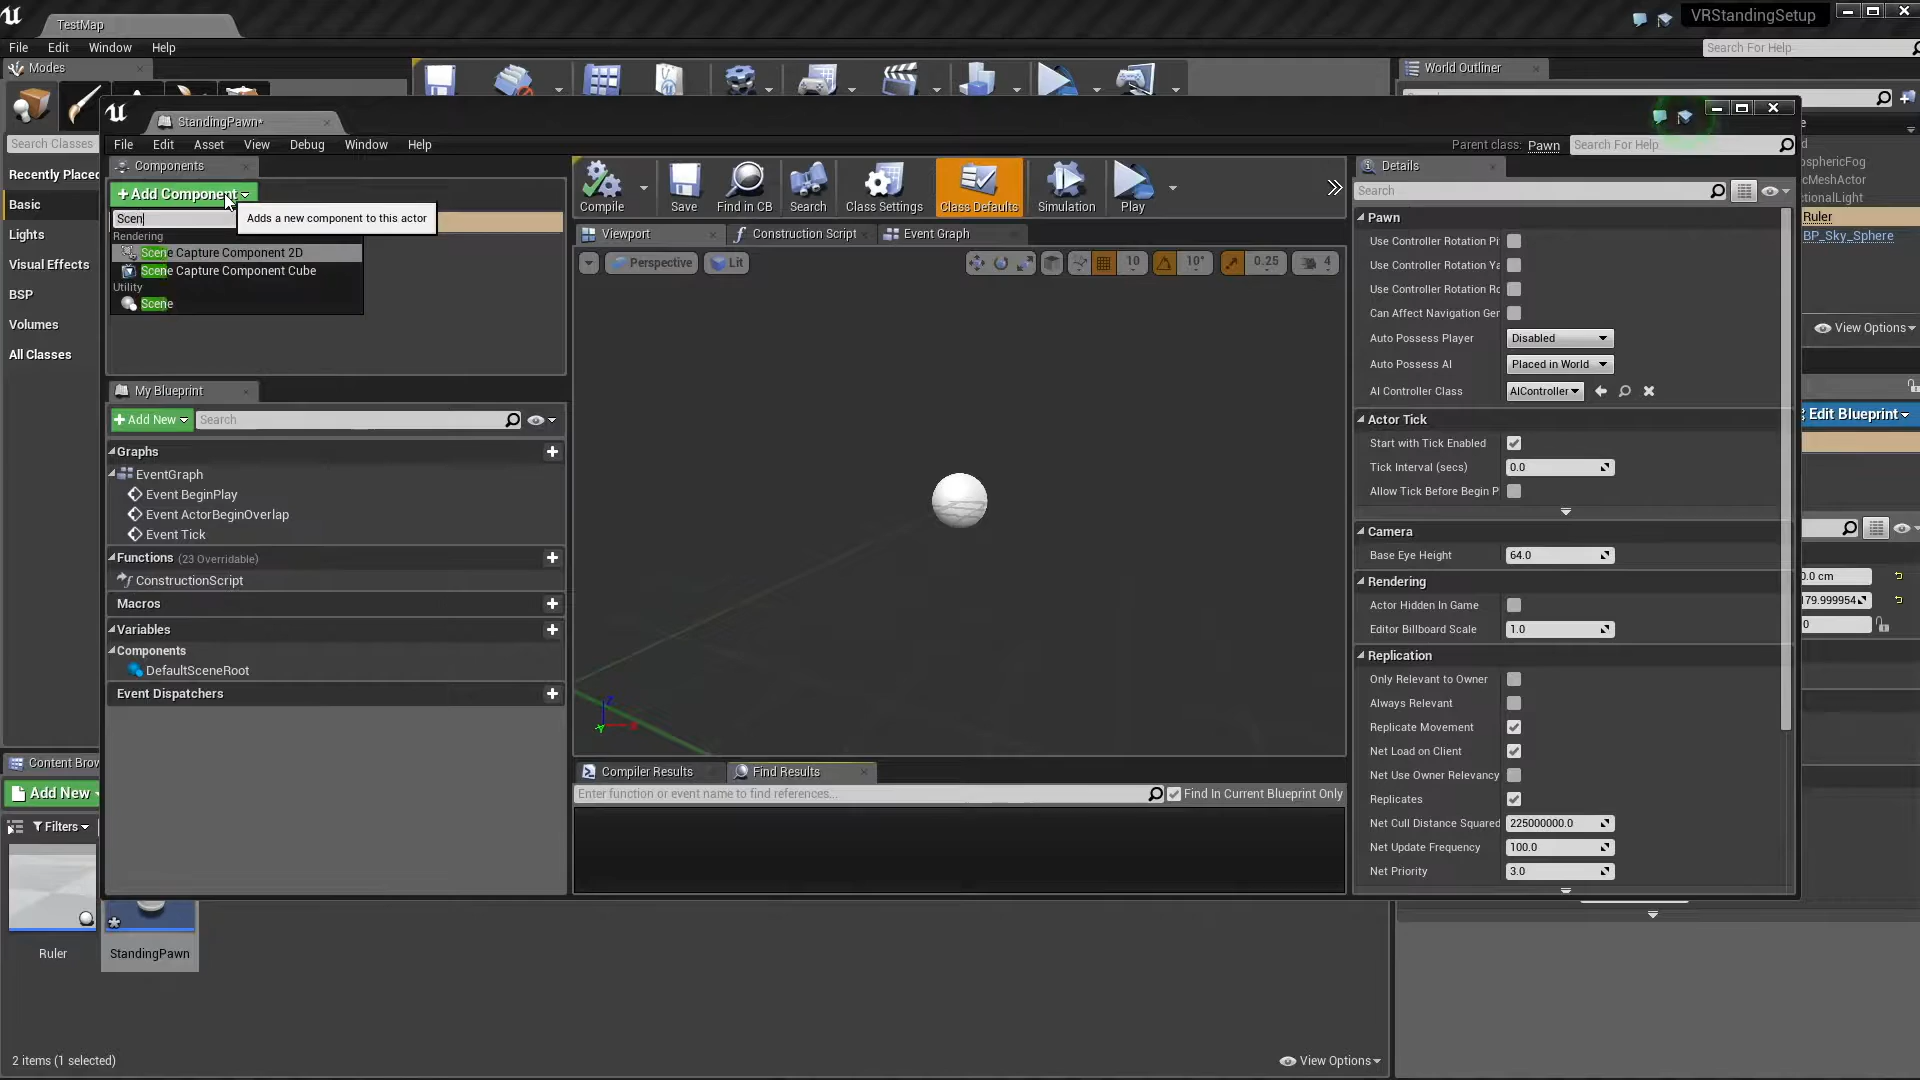 TestMap
VRStandingSetup
File Edit Window Help
Search For Help
Modes
World Outliner
StandingPawn*
File Edit Asset View Debug Window Help
Parent class: Pawn
Search For Help
Search Classes
Recently Placed
Basic
Lights
Visual Effects
BSP
Volumes
All Classes
Components
+ Add Component
Scen
Adds a new component to this actor
Rendering
Scene Capture Component 2D
Scene Capture Component Cube
Utility
Scene
My Blueprint
+ Add New
Search
Graphs
EventGraph
Event BeginPlay
Event ActorBeginOverlap
Event Tick
Functions (23 Overridable)
ConstructionScript
Macros
Variables
Components
DefaultSceneRoot
Event Dispatchers
Compile
Save
Find in CB
Search
Class Settings
Class Defaults
Simulation
Play
Viewport
Construction Script
Event Graph
Perspective
Lit
10
10°
0.25
4
Compiler Results
Find Results
Enter function or event name to find references...
Find In Current Blueprint Only
Details
Search
Pawn
Use Controller Rotation Pi
Use Controller Rotation Ya
Use Controller Rotation Ro
Can Affect Navigation Gen
Auto Possess Player Disabled
Auto Possess AI Placed in World
AI Controller Class AIController
Actor Tick
Start with Tick Enabled
Tick Interval (secs) 0.0
Allow Tick Before Begin P
Camera
Base Eye Height 64.0
Rendering
Actor Hidden In Game
Editor Billboard Scale 1.0
Replication
Only Relevant to Owner
Always Relevant
Replicate Movement
Net Load on Client
Net Use Owner Relevancy
Replicates
Net Cull Distance Squared 225000000.0
Net Update Frequency 100.0
Net Priority 3.0
osphericFog
icMeshActor
ctionalLight
Ruler
BP_Sky_Sphere
View Options
Edit Blueprint
0.0 cm
179.999954
0
Content Brow
Add New
Filters
Ruler
StandingPawn
2 items (1 selected)
View Options